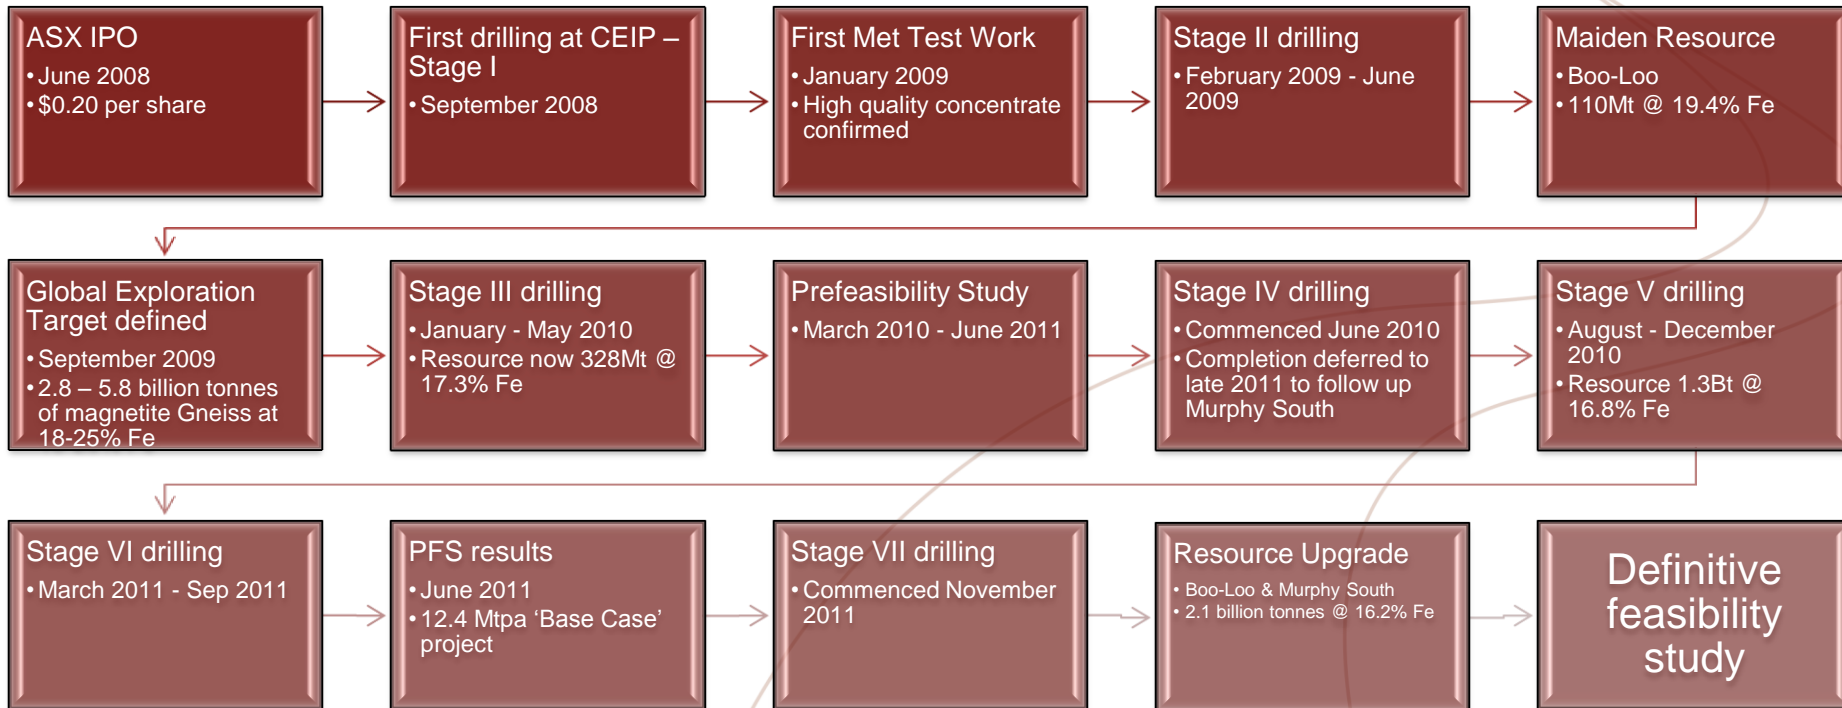 ASX IPO
• June 2008
• $0.20 per share
First drilling at CEIP –
Stage I
• September 2008
First Met Test Work
• January 2009
• High quality concentrate
confirmed
Stage II drilling
• February 2009 - June
2009
Maiden Resource
• Boo-Loo
• 110Mt @ 19.4% Fe
Global Exploration
Target defined
• September 2009
• 2.8 – 5.8 billion tonnes
of magnetite Gneiss at
18-25% Fe
Stage III drilling
• January - May 2010
• Resource now 328Mt @
17.3% Fe
Prefeasibility Study
• March 2010 - June 2011
Stage IV drilling
• Commenced June 2010
• Completion deferred to
late 2011 to follow up
Murphy South
Stage V drilling
• August - December
2010
• Resource 1.3Bt @
16.8% Fe
Stage VI drilling
• March 2011 - Sep 2011
PFS results
• June 2011
• 12.4 Mtpa ‘Base Case’
project
Stage VII drilling
• Commenced November
2011
Resource Upgrade
• Boo-Loo & Murphy South
• 2.1 billion tonnes @ 16.2% Fe
Definitive
feasibility
study